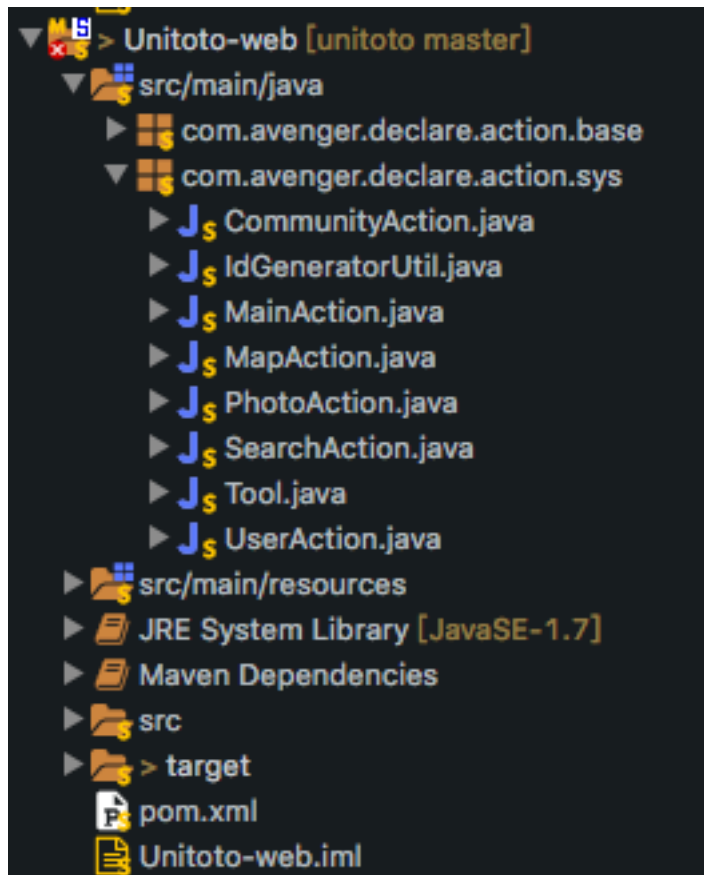 > Unitoto-web [unitoto master]
src/main/java
com.avenger.declare.action.base
com.avenger.declare.action.sys
CommunityAction.java
IdGeneratorUtil.java
MainAction.java
MapAction.java
PhotoAction.java
SearchAction.java
Tool.java
UserAction.java
src/main/resources
JRE System Library [JavaSE-1.7]
Maven Dependencies
src
> target
pom.xml
Unitoto-web.iml